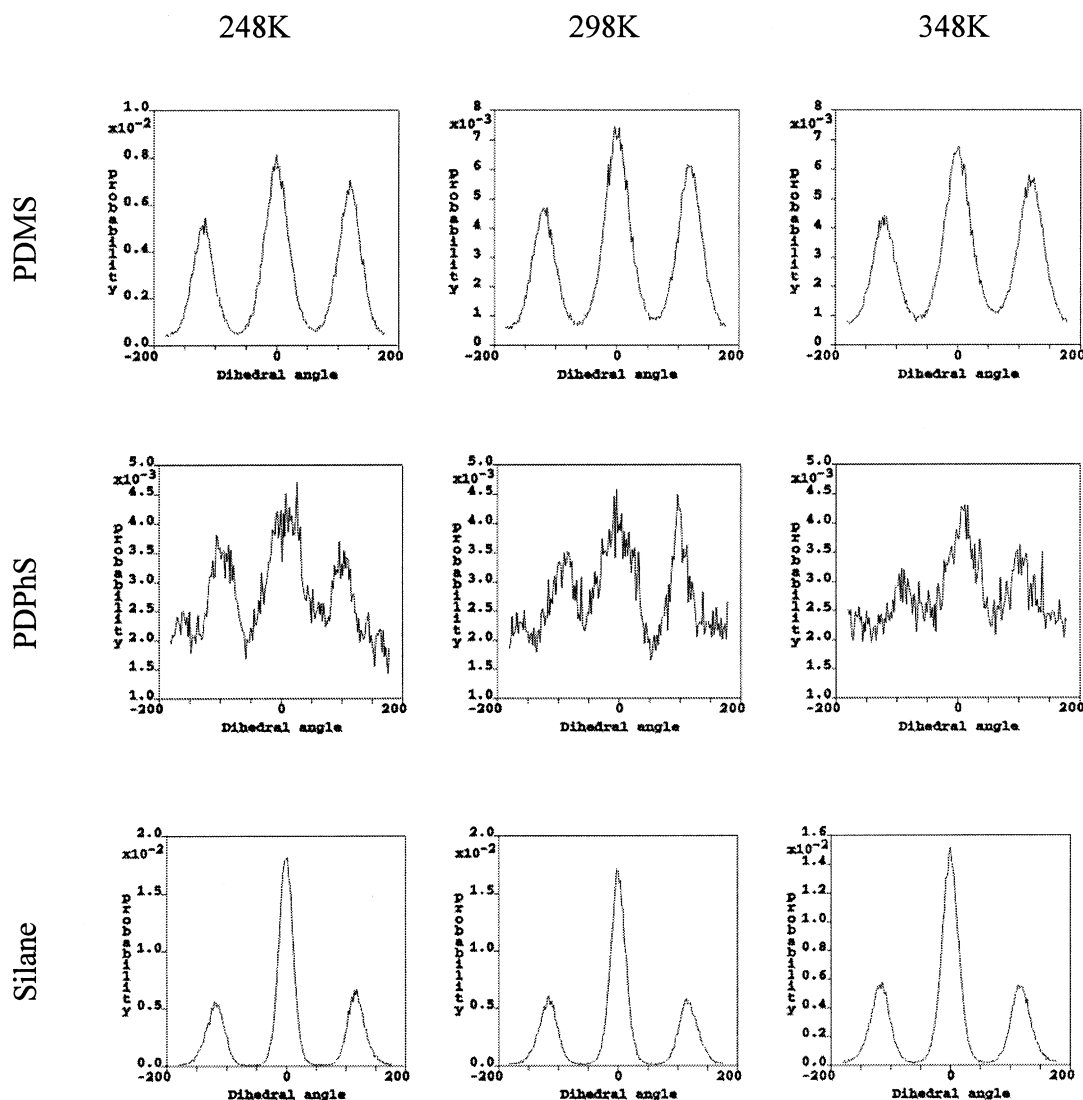 248K 298K 348K
PDMS
1.0
x10-2
0.8
0.6
0.4
0.2
0.0
probability
-200 0 200
Dihedral angle
8
x10-3
7
6
5
4
3
2
1
0
probability
-200 0 200
Dihedral angle
8
x10-3
7
6
5
4
3
2
1
0
probability
-200 0 200
Dihedral angle
PDPhS
5.0
x10-3
4.5
4.0
3.5
3.0
2.5
2.0
1.5
1.0
probability
-200 0 200
Dihedral angle
5.0
x10-3
4.5
4.0
3.5
3.0
2.5
2.0
1.5
1.0
probability
-200 0 200
Dihedral angle
5.0
x10-3
4.5
4.0
3.5
3.0
2.5
2.0
1.5
1.0
probability
-200 0 200
Dihedral angle
Silane
2.0
x10-2
1.5
1.0
0.5
0.0
probability
-200 0 200
Dihedral angle
2.0
x10-2
1.5
1.0
0.5
0.0
probability
-200 0 200
Dihedral angle
1.6
x10-2
1.4
1.2
1.0
0.8
0.6
0.4
0.2
0.0
probability
-200 0 200
Dihedral angle